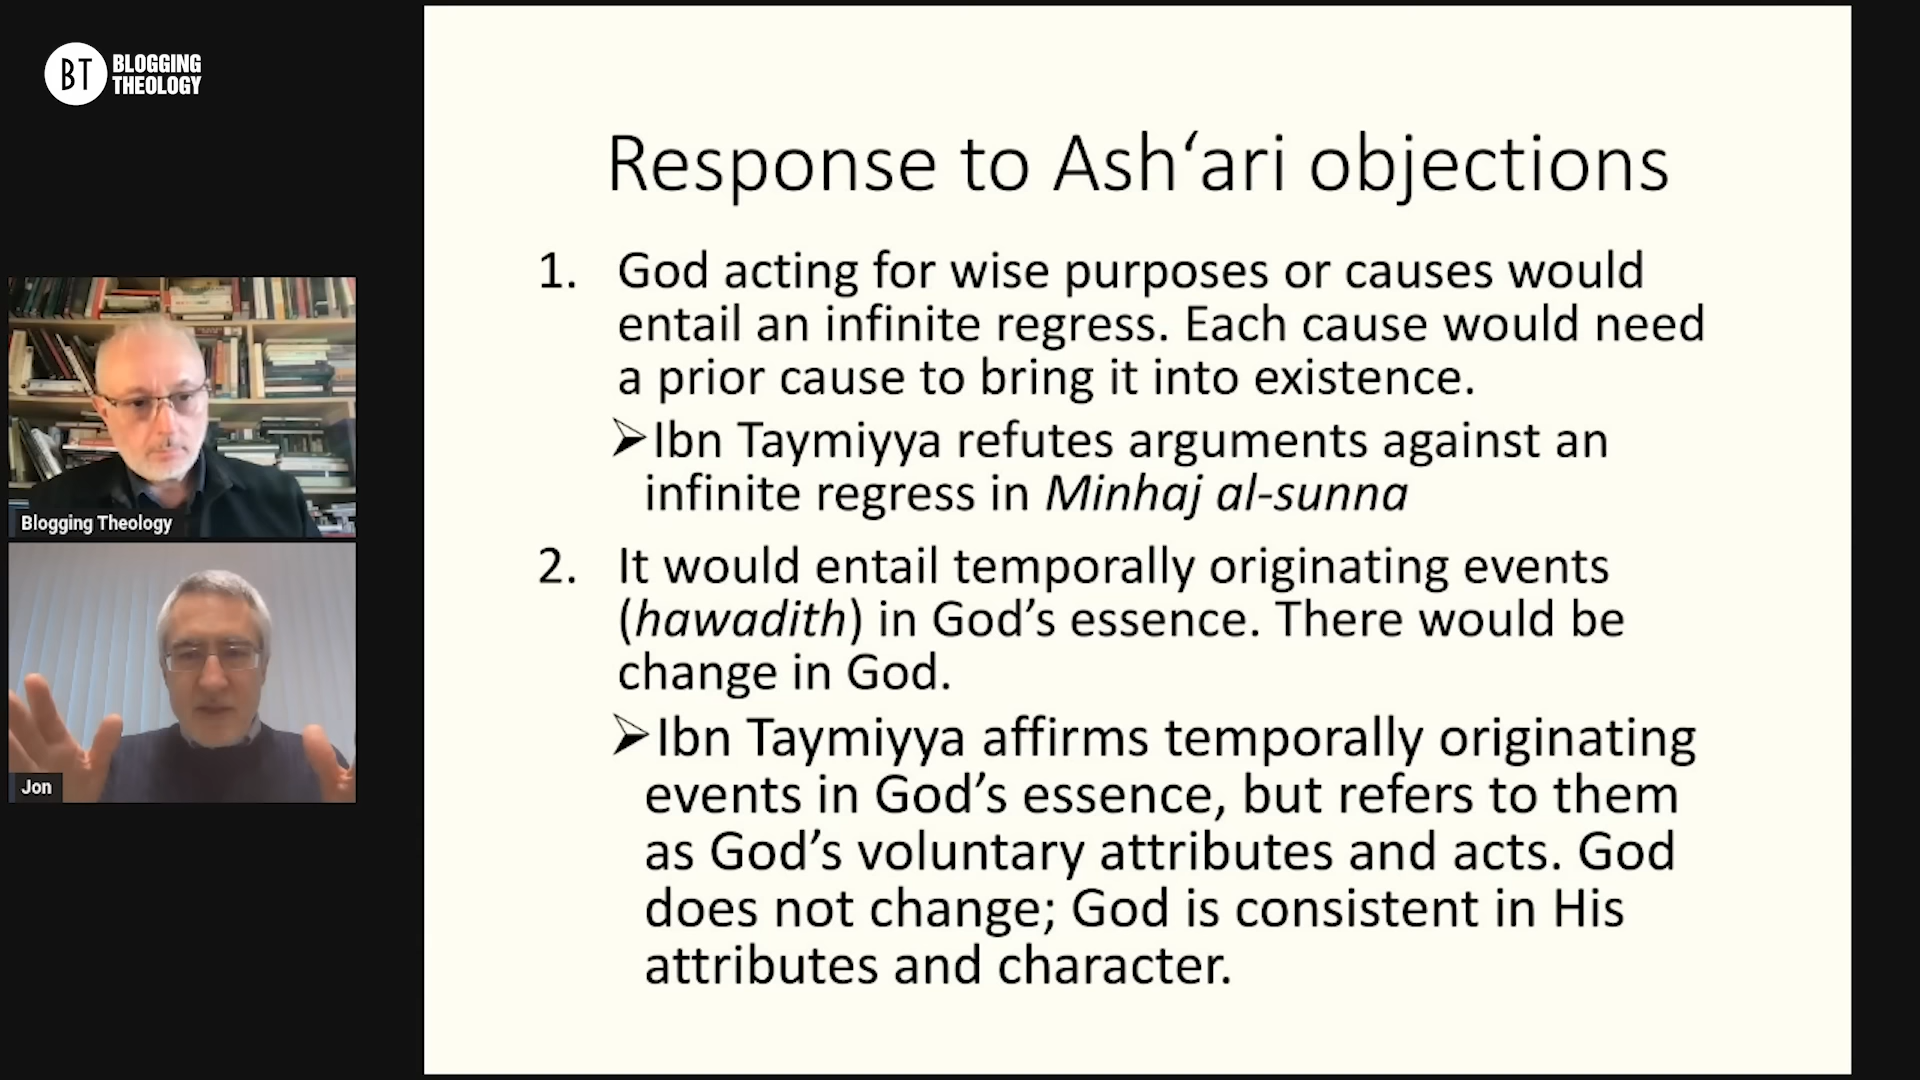 BT BLOGGING
THEOLOGY
Response to Ash‘ari objections
1. God acting for wise purposes or causes would
entail an infinite regress. Each cause would need
a prior cause to bring it into existence.
➢Ibn Taymiyya refutes arguments against an
infinite regress in Minhaj al-sunna
2. It would entail temporally originating events
(hawadith) in God’s essence. There would be
change in God.
➢Ibn Taymiyya affirms temporally originating
events in God’s essence, but refers to them
as God’s voluntary attributes and acts. God
does not change; God is consistent in His
attributes and character.
Blogging Theology
Jon